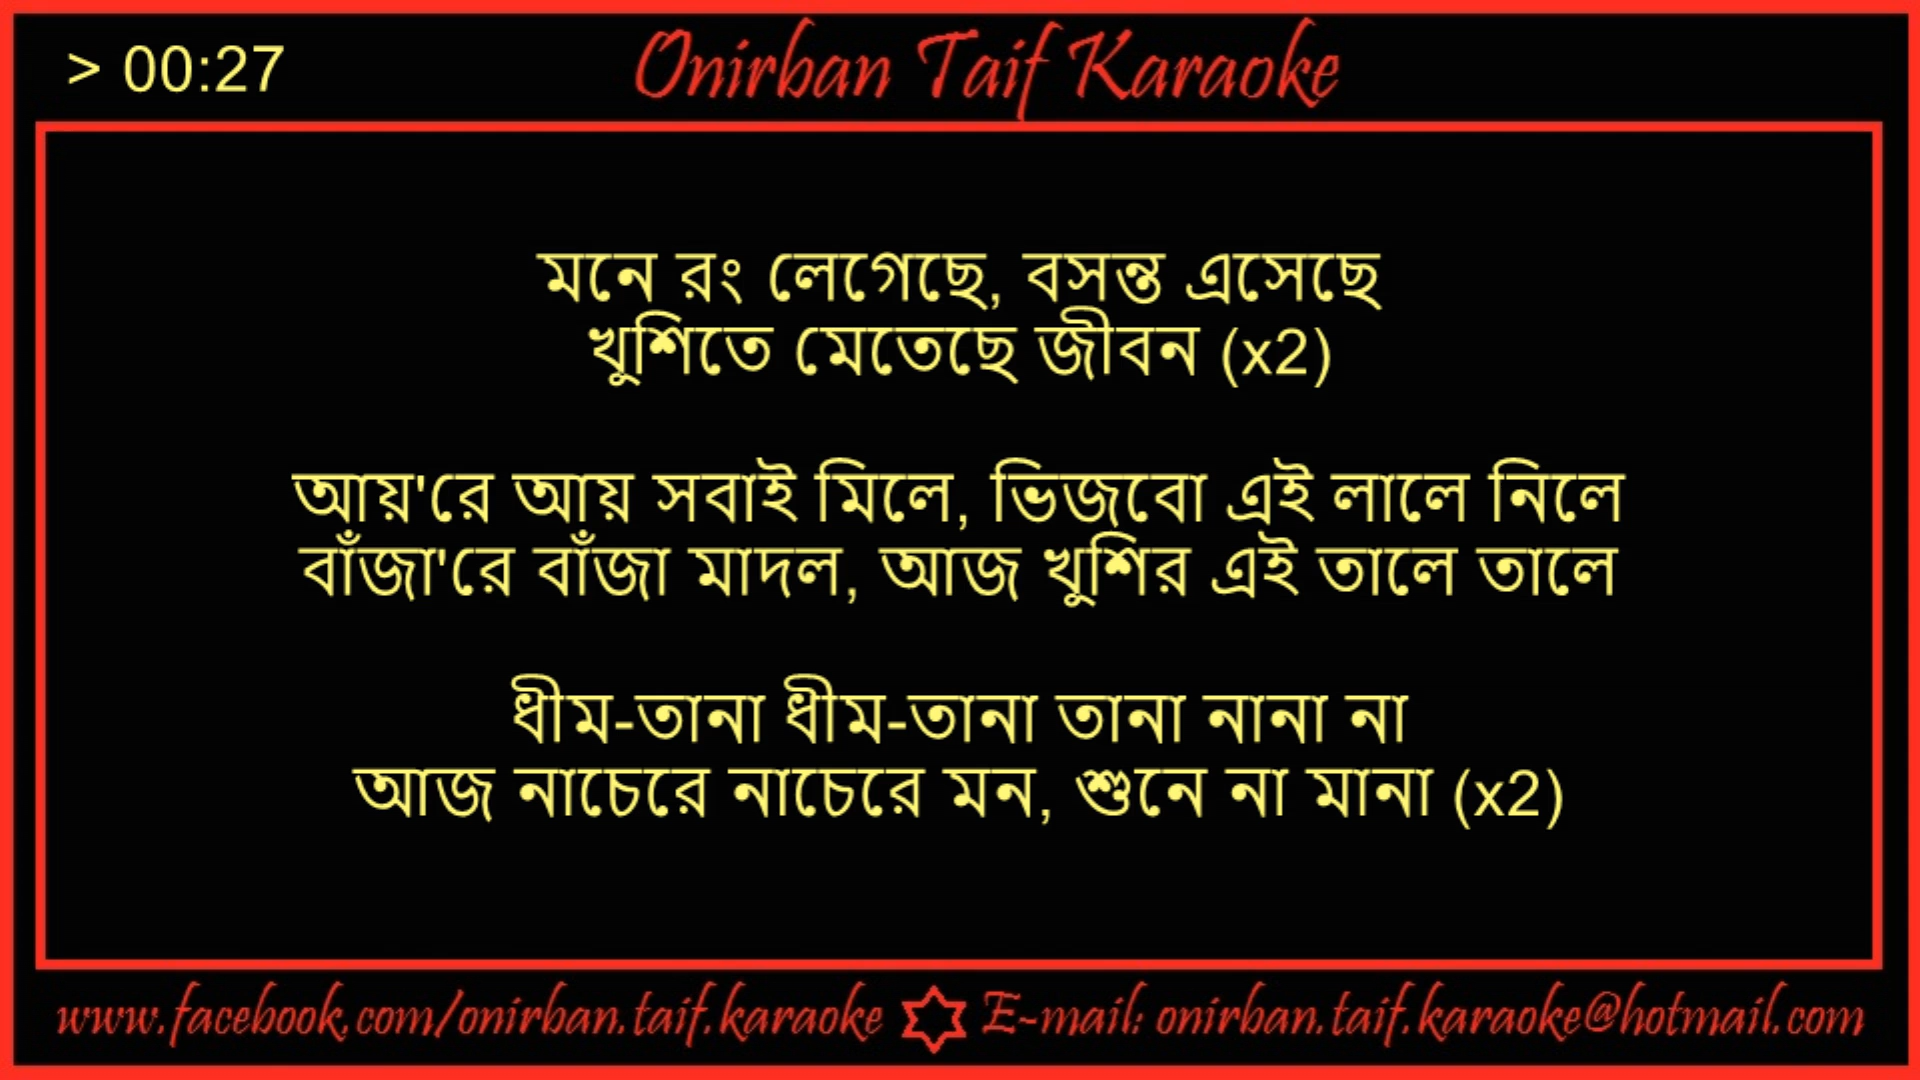 > 00:27
Onirban Taif Karaoke
মনে রং লেগেছে, বসন্ত এসেছে
খুশিতে মেতেছে জীবন (x2)
আয়'রে আয় সবাই মিলে, ভিজবো এই লালে নিলে
বাঁজা'রে বাঁজা মাদল, আজ খুশির এই তালে তালে
ধীম-তানা ধীম-তানা তানা নানা না
আজ নাচেরে নাচেরে মন, শুনে না মানা (x2)
www.facebook.com/onirban.taif.karaoke E-mail: onirban.taif.karaoke@hotmail.com